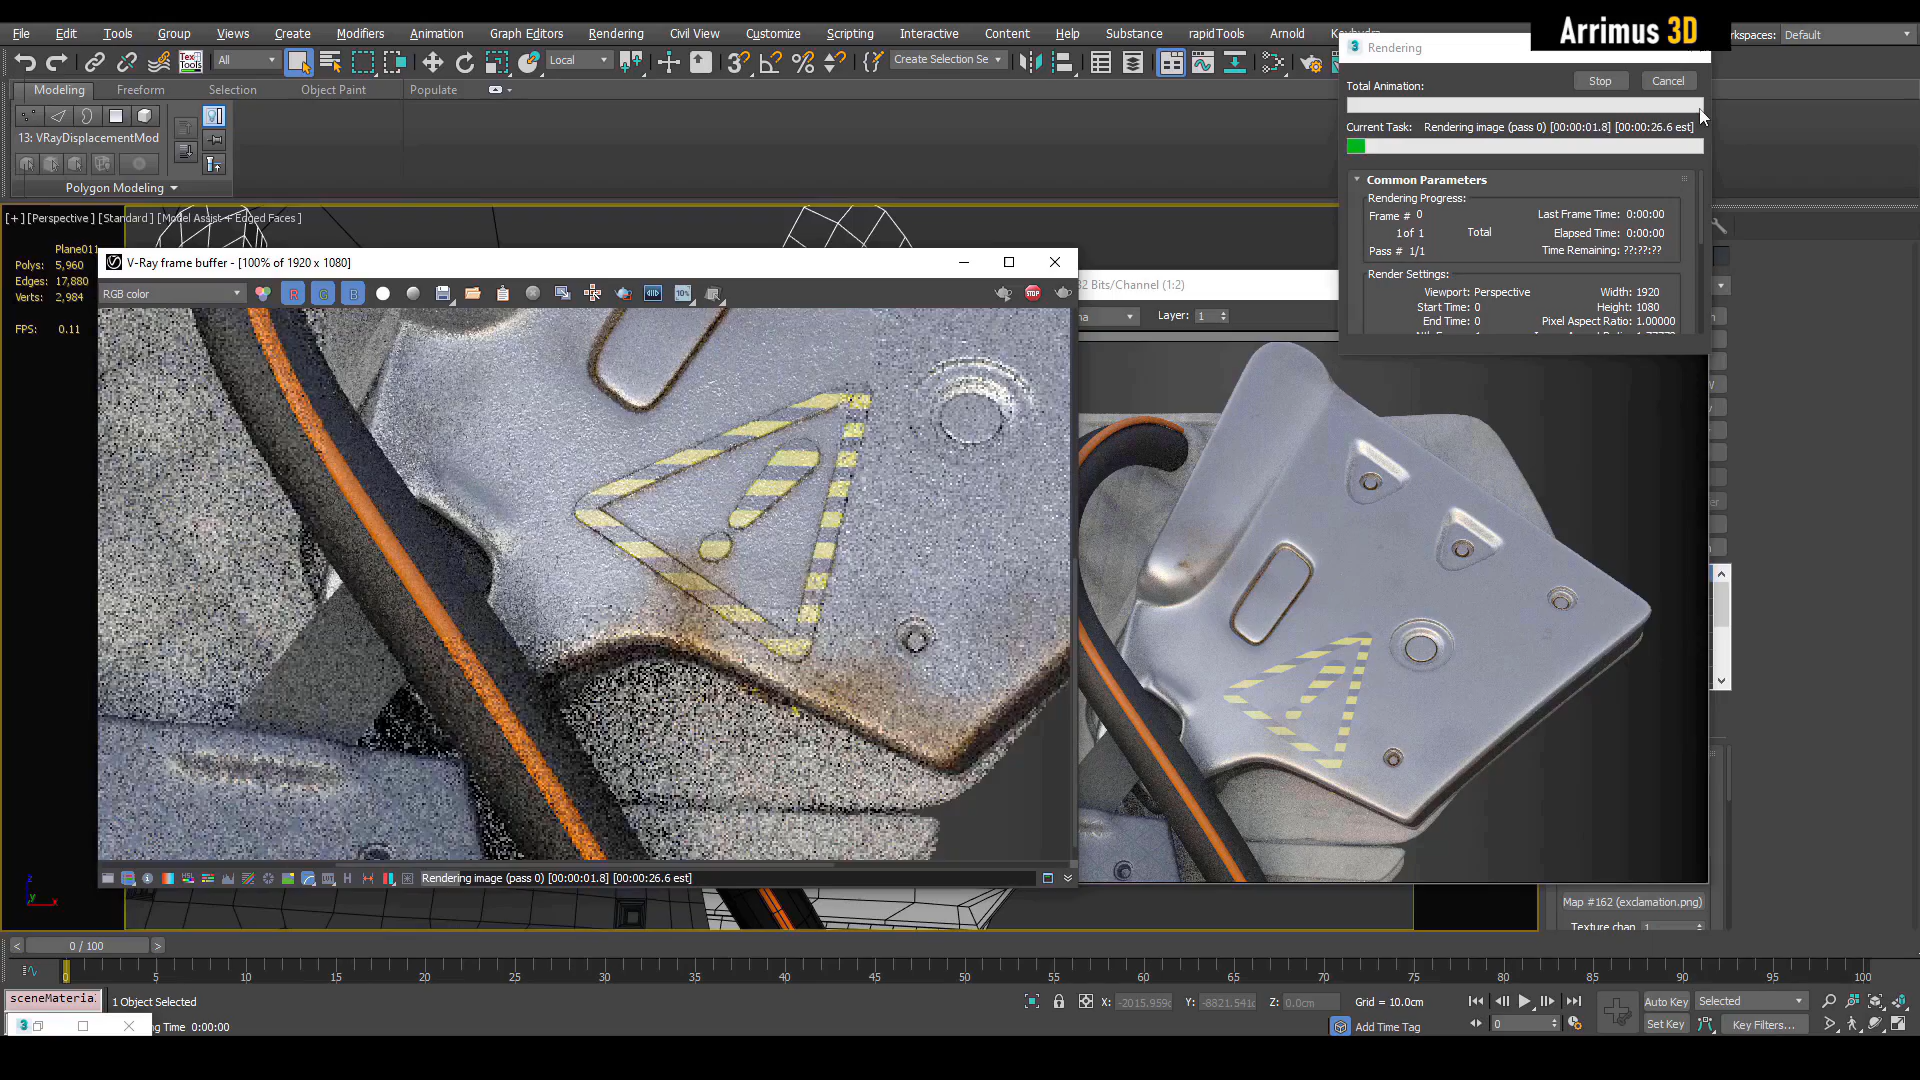 Arrimus 3D
File Edit Tools Group Views Create Modifiers Animation Graph Editors Rendering Civil View Customize Scripting Interactive Content Help Substance rapidTools Arnold
Workspaces: Default
Rendering
All
Local
Create Selection Se
Total Animation:
Stop
Cancel
Current Task: Rendering image (pass 0) [00:00:01.8] [00:00:26.6 est]
Modeling Freeform Selection Object Paint Populate
13: VRayDisplacementMod
Polygon Modeling
Common Parameters
Rendering Progress:
Frame # 0
Last Frame Time: 0:00:00
1 of 1
Total
Elapsed Time: 0:00:00
Pass # 1/1
Time Remaining: ??:??:??
Render Settings:
Viewport: Perspective
Width: 1920
Start Time: 0
Height: 1080
End Time: 0
Pixel Aspect Ratio: 1.00000
[+] [Perspective] [Standard] [Model Assist + Edged Faces]
Plane011
Polys: 5,960
Edges: 17,880
Verts: 2,984
FPS: 0.11
V-Ray frame buffer - [100% of 1920 x 1080]
RGB color
R G B
32 Bits/Channel (1:2)
Layer: 1
Rendering image (pass 0) [00:00:01.8] [00:00:26.6 est]
Map #162 (exclamation.png)
Texture chan 1
0 / 100
0 5 10 15 20 25 30 35 40 45 50 55 60 65 70 75 80 85 90 95 100
1 Object Selected
X: -2015.959c
Y: -8821.541c
Z: 0.0cm
Grid = 10.0cm
Add Time Tag
Auto Key
Selected
0
Set Key
Key Filters...